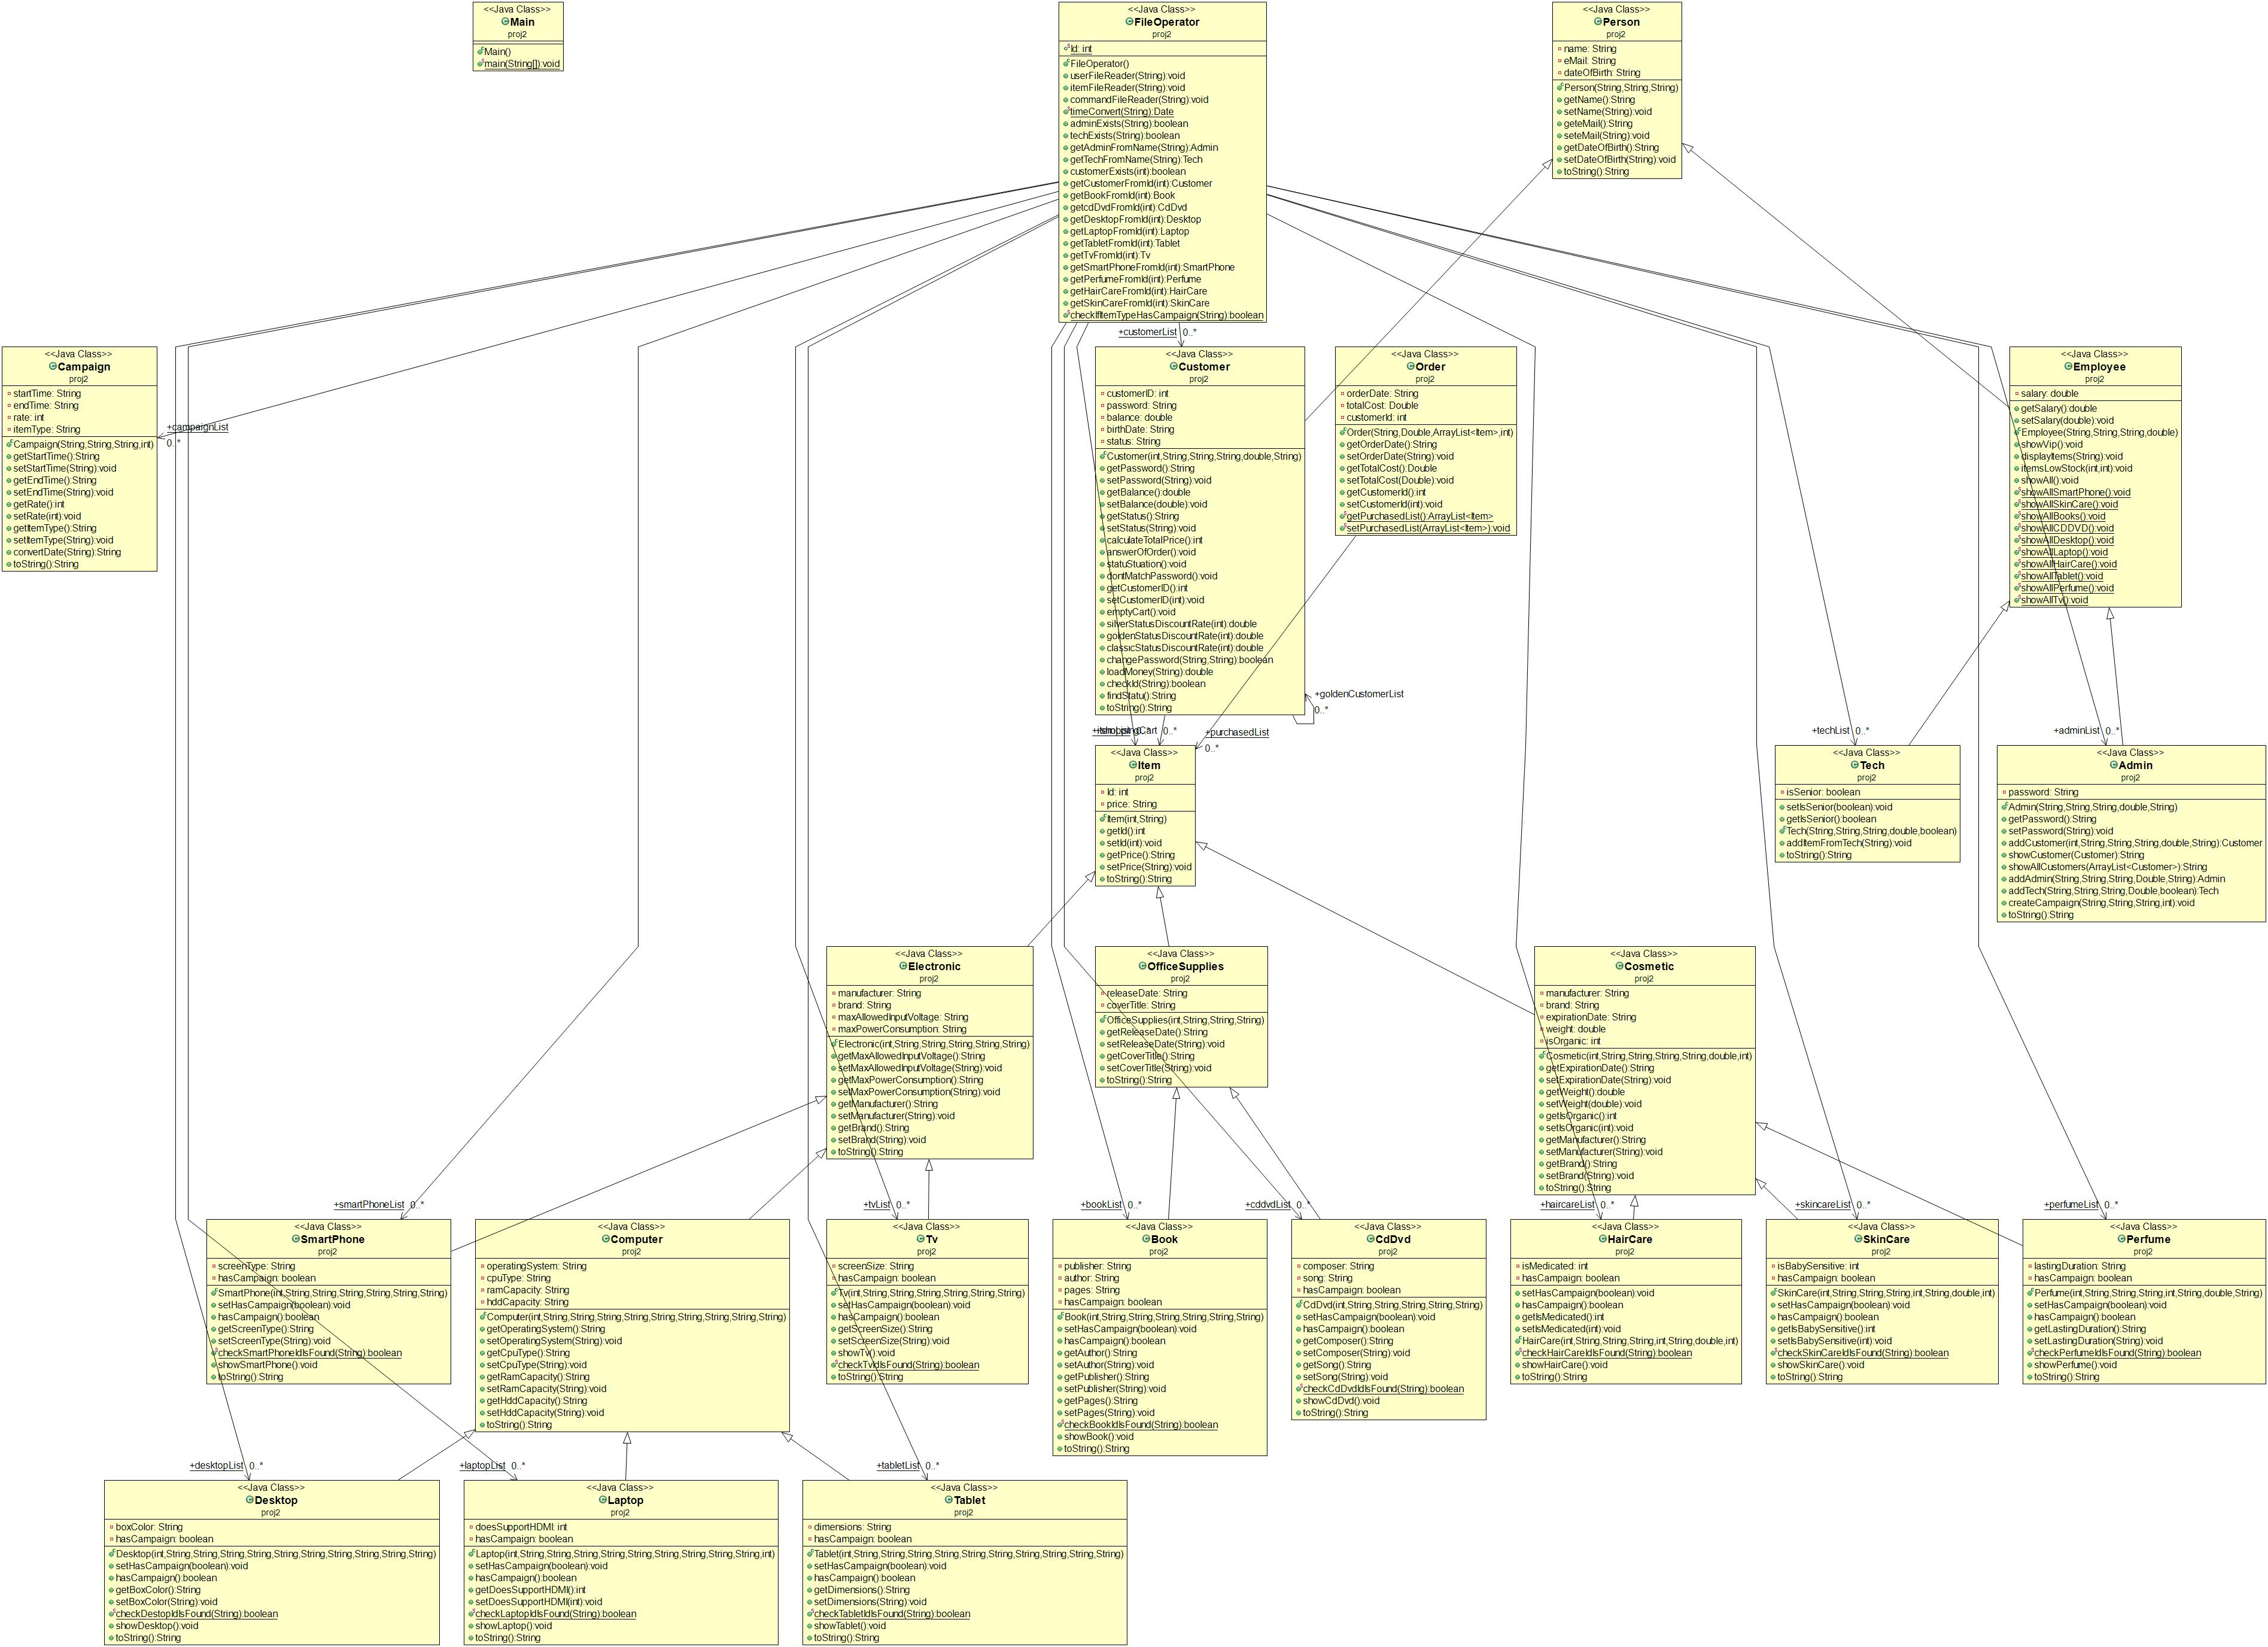 <<Java Class>>
Main
proj2
Main()
main(String[]):void
<<Java Class>>
FileOperator
proj2
Id: int
FileOperator()
userFileReader(String):void
itemFileReader(String):void
commandFileReader(String):void
timeConvert(String):Date
adminExists(String):boolean
techExists(String):boolean
getAdminFromName(String):Admin
getTechFromName(String):Tech
customerExists(int):boolean
getCustomerFromId(int):Customer
getBookFromId(int):Book
getcdDvdFromId(int):CdDvd
getDesktopFromId(int):Desktop
getLaptopFromId(int):Laptop
getTabletFromId(int):Tablet
getTvFromId(int):Tv
getSmartPhoneFromId(int):SmartPhone
getPerfumeFromId(int):Perfume
getHairCareFromId(int):HairCare
getSkinCareFromId(int):SkinCare
checkIfItemTypeHasCampaign(String):boolean
<<Java Class>>
Person
proj2
name: String
eMail: String
dateOfBirth: String
Person(String,String,String)
getName():String
setName(String):void
geteMail():String
seteMail(String):void
getDateOfBirth():String
setDateOfBirth(String):void
toString():String
<<Java Class>>
Campaign
proj2
startTime: String
endTime: String
rate: int
itemType: String
Campaign(String,String,String,int)
getStartTime():String
setStartTime(String):void
getEndTime():String
setEndTime(String):void
getRate():int
setRate(int):void
getItemType():String
setItemType(String):void
convertDate(String):String
toString():String
+campaignList
0..*
+customerList 0..*
<<Java Class>>
Customer
proj2
customerID: int
password: String
balance: double
birthDate: String
status: String
Customer(int,String,String,String,double,String)
getPassword():String
setPassword(String):void
getBalance():double
setBalance(double):void
getStatus():String
setStatus(String):void
calculateTotalPrice():int
answerOfOrder():void
statuStuation():void
dontMatchPassword():void
getCustomerID():int
setCustomerID(int):void
emptyCart():void
silverStatusDiscountRate(int):double
goldenStatusDiscountRate(int):double
classicStatusDiscountRate(int):double
changePassword(String,String):boolean
loadMoney(String):double
checkId(String):boolean
findStatu():String
toString():String
+goldenCustomerList
0..*
<<Java Class>>
Order
proj2
orderDate: String
totalCost: Double
customerId: int
Order(String,Double,ArrayList<Item>,int)
getOrderDate():String
setOrderDate(String):void
getTotalCost():Double
setTotalCost(Double):void
getCustomerId():int
setCustomerId(int):void
getPurchasedList():ArrayList<Item>
setPurchasedList(ArrayList<Item>):void
<<Java Class>>
Employee
proj2
salary: double
getSalary():double
setSalary(double):void
Employee(String,String,String,double)
showVip():void
displayItems(String):void
itemsLowStock(int,int):void
showAll():void
showAllSmartPhone():void
showAllSkinCare():void
showAllBooks():void
showAllCDDVD():void
showAllDesktop():void
showAllLaptop():void
showAllHairCare():void
showAllTablet():void
showAllPerfume():void
showAllTv():void
0..*
+purchasedList
0..*
<<Java Class>>
Item
proj2
Id: int
price: String
Item(int,String)
getId():int
setId(int):void
getPrice():String
setPrice(String):void
toString():String
+techList 0..*
<<Java Class>>
Tech
proj2
isSenior: boolean
setIsSenior(boolean):void
getIsSenior():boolean
Tech(String,String,String,double,boolean)
addItemFromTech(String):void
toString():String
+adminList 0..*
<<Java Class>>
Admin
proj2
password: String
Admin(String,String,String,double,String)
getPassword():String
setPassword(String):void
addCustomer(int,String,String,String,double,String):Customer
showCustomer(Customer):String
showAllCustomers(ArrayList<Customer>):String
addAdmin(String,String,String,Double,String):Admin
addTech(String,String,String,Double,boolean):Tech
createCampaign(String,String,String,int):void
toString():String
<<Java Class>>
Electronic
proj2
manufacturer: String
brand: String
maxAllowedInputVoltage: String
maxPowerConsumption: String
Electronic(int,String,String,String,String,String)
getMaxAllowedInputVoltage():String
setMaxAllowedInputVoltage(String):void
getMaxPowerConsumption():String
setMaxPowerConsumption(String):void
getManufacturer():String
setManufacturer(String):void
getBrand():String
setBrand(String):void
toString():String
<<Java Class>>
OfficeSupplies
proj2
releaseDate: String
coverTitle: String
OfficeSupplies(int,String,String,String)
getReleaseDate():String
setReleaseDate(String):void
getCoverTitle():String
setCoverTitle(String):void
toString():String
<<Java Class>>
Cosmetic
proj2
manufacturer: String
brand: String
expirationDate: String
weight: double
isOrganic: int
Cosmetic(int,String,String,String,String,double,int)
getExpirationDate():String
setExpirationDate(String):void
getWeight():double
setWeight(double):void
getIsOrganic():int
setIsOrganic(int):void
getManufacturer():String
setManufacturer(String):void
getBrand():String
setBrand(String):void
toString():String
+smartPhoneList 0..*
<<Java Class>>
SmartPhone
proj2
screenType: String
hasCampaign: boolean
SmartPhone(int,String,String,String,String,String,String)
setHasCampaign(boolean):void
hasCampaign():boolean
getScreenType():String
setScreenType(String):void
checkSmartPhoneIdIsFound(String):boolean
showSmartPhone():void
toString():String
<<Java Class>>
Computer
proj2
operatingSystem: String
cpuType: String
ramCapacity: String
hddCapacity: String
Computer(int,String,String,String,String,String,String,String,String,String)
getOperatingSystem():String
setOperatingSystem(String):void
getCpuType():String
setCpuType(String):void
getRamCapacity():String
setRamCapacity(String):void
getHddCapacity():String
setHddCapacity(String):void
toString():String
+tvList 0..*
<<Java Class>>
Tv
proj2
screenSize: String
hasCampaign: boolean
Tv(int,String,String,String,String,String,String)
setHasCampaign(boolean):void
hasCampaign():boolean
getScreenSize():String
setScreenSize(String):void
showTv():void
checkTvIdIsFound(String):boolean
toString():String
+bookList 0..*
<<Java Class>>
Book
proj2
publisher: String
author: String
pages: String
hasCampaign: boolean
Book(int,String,String,String,String,String,String)
setHasCampaign(boolean):void
hasCampaign():boolean
getAuthor():String
setAuthor(String):void
getPublisher():String
setPublisher(String):void
getPages():String
setPages(String):void
checkBookIdIsFound(String):boolean
showBook():void
toString():String
+cddvdList 0..*
<<Java Class>>
CdDvd
proj2
composer: String
song: String
hasCampaign: boolean
CdDvd(int,String,String,String,String,String)
setHasCampaign(boolean):void
hasCampaign():boolean
getComposer():String
setComposer(String):void
getSong():String
setSong(String):void
checkCdDvdIdIsFound(String):boolean
showCdDvd():void
toString():String
+haircareList 0..*
<<Java Class>>
HairCare
proj2
isMedicated: int
hasCampaign: boolean
setHasCampaign(boolean):void
hasCampaign():boolean
getIsMedicated():int
setIsMedicated(int):void
HairCare(int,String,String,String,int,String,double,int)
checkHairCareIdIsFound(String):boolean
showHairCare():void
toString():String
+skincareList 0..*
<<Java Class>>
SkinCare
proj2
isBabySensitive: int
hasCampaign: boolean
SkinCare(int,String,String,String,int,String,double,int)
setHasCampaign(boolean):void
hasCampaign():boolean
getIsBabySensitive():int
setIsBabySensitive(int):void
checkSkinCareIdIsFound(String):boolean
showSkinCare():void
toString():String
+perfumeList 0..*
<<Java Class>>
Perfume
proj2
lastingDuration: String
hasCampaign: boolean
Perfume(int,String,String,String,int,String,double,String)
setHasCampaign(boolean):void
hasCampaign():boolean
getLastingDuration():String
setLastingDuration(String):void
checkPerfumeIdIsFound(String):boolean
showPerfume():void
toString():String
+desktopList 0..*
<<Java Class>>
Desktop
proj2
boxColor: String
hasCampaign: boolean
Desktop(int,String,String,String,String,String,String,String,String,String,String)
setHasCampaign(boolean):void
hasCampaign():boolean
getBoxColor():String
setBoxColor(String):void
checkDestopIdIsFound(String):boolean
showDesktop():void
toString():String
+laptopList 0..*
<<Java Class>>
Laptop
proj2
doesSupportHDMI: int
hasCampaign: boolean
Laptop(int,String,String,String,String,String,String,String,String,String,int)
setHasCampaign(boolean):void
hasCampaign():boolean
getDoesSupportHDMI():int
setDoesSupportHDMI(int):void
checkLaptopIdIsFound(String):boolean
showLaptop():void
toString():String
+tabletList 0..*
<<Java Class>>
Tablet
proj2
dimensions: String
hasCampaign: boolean
Tablet(int,String,String,String,String,String,String,String,String,String,String)
setHasCampaign(boolean):void
hasCampaign():boolean
getDimensions():String
setDimensions(String):void
checkTabletIdIsFound(String):boolean
showTablet():void
toString():String